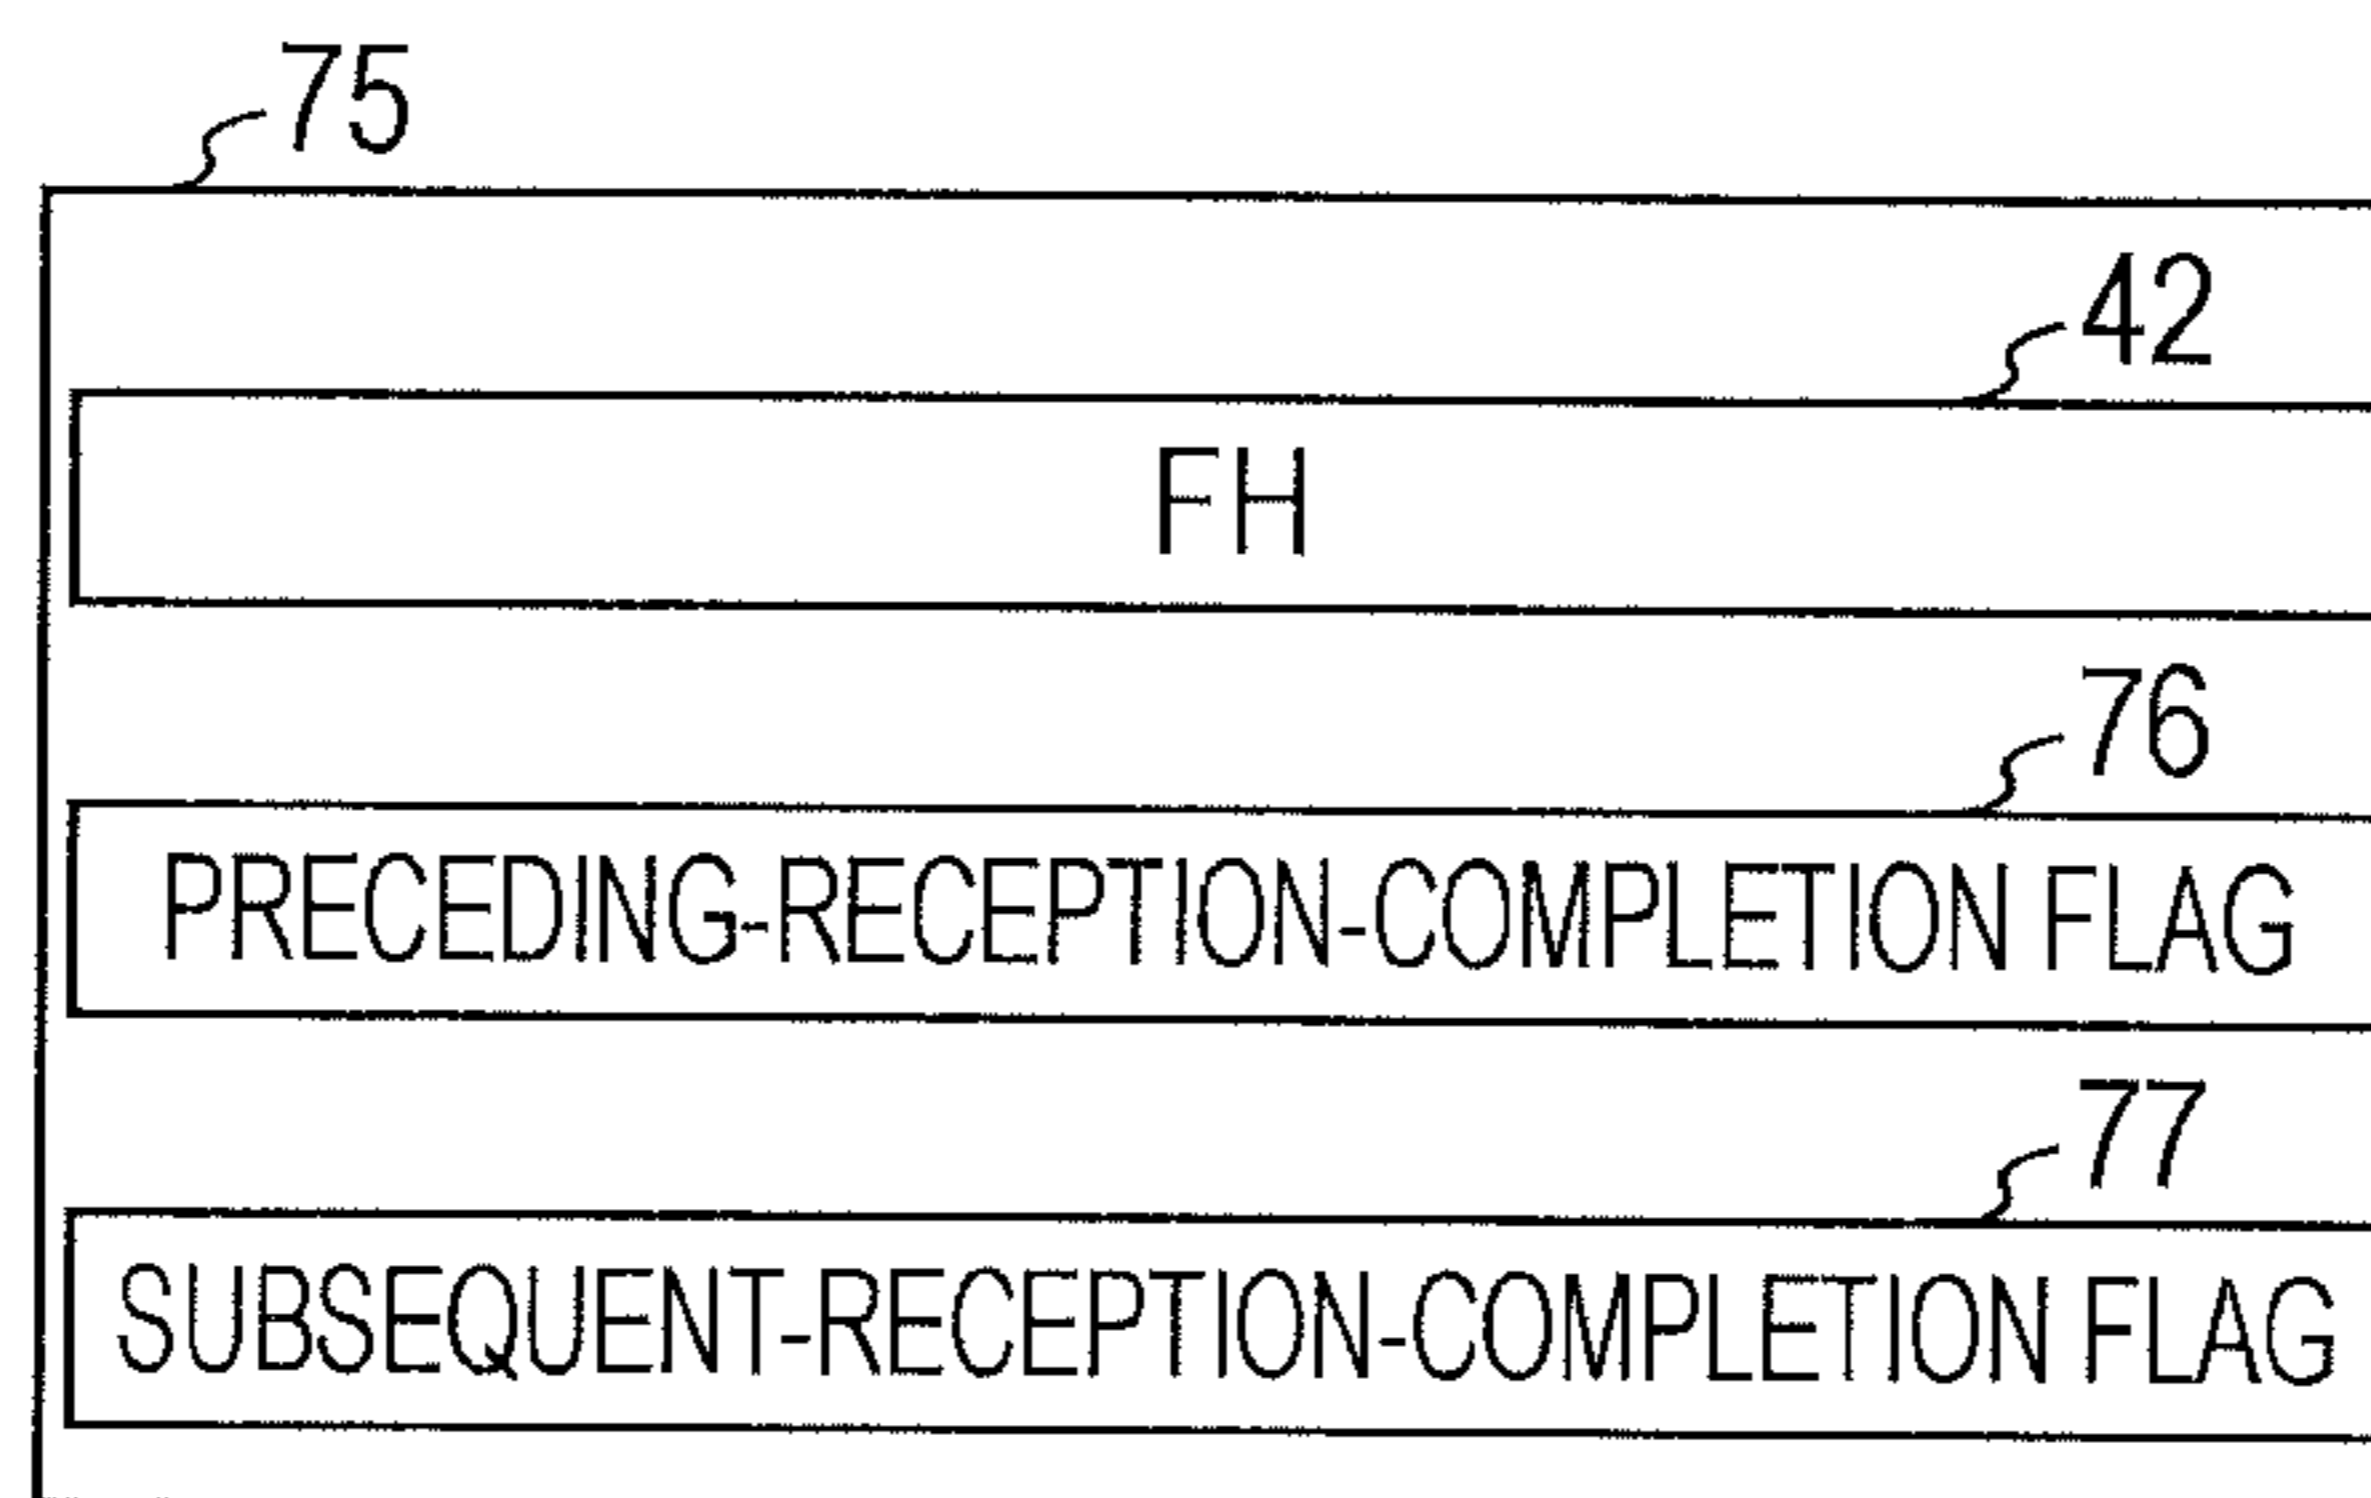 75
42
FH
76
PRECEDING-RECEPTION-COMPLETION FLAG
77
SUBSEQUENT-RECEPTION-COMPLETION FLAG